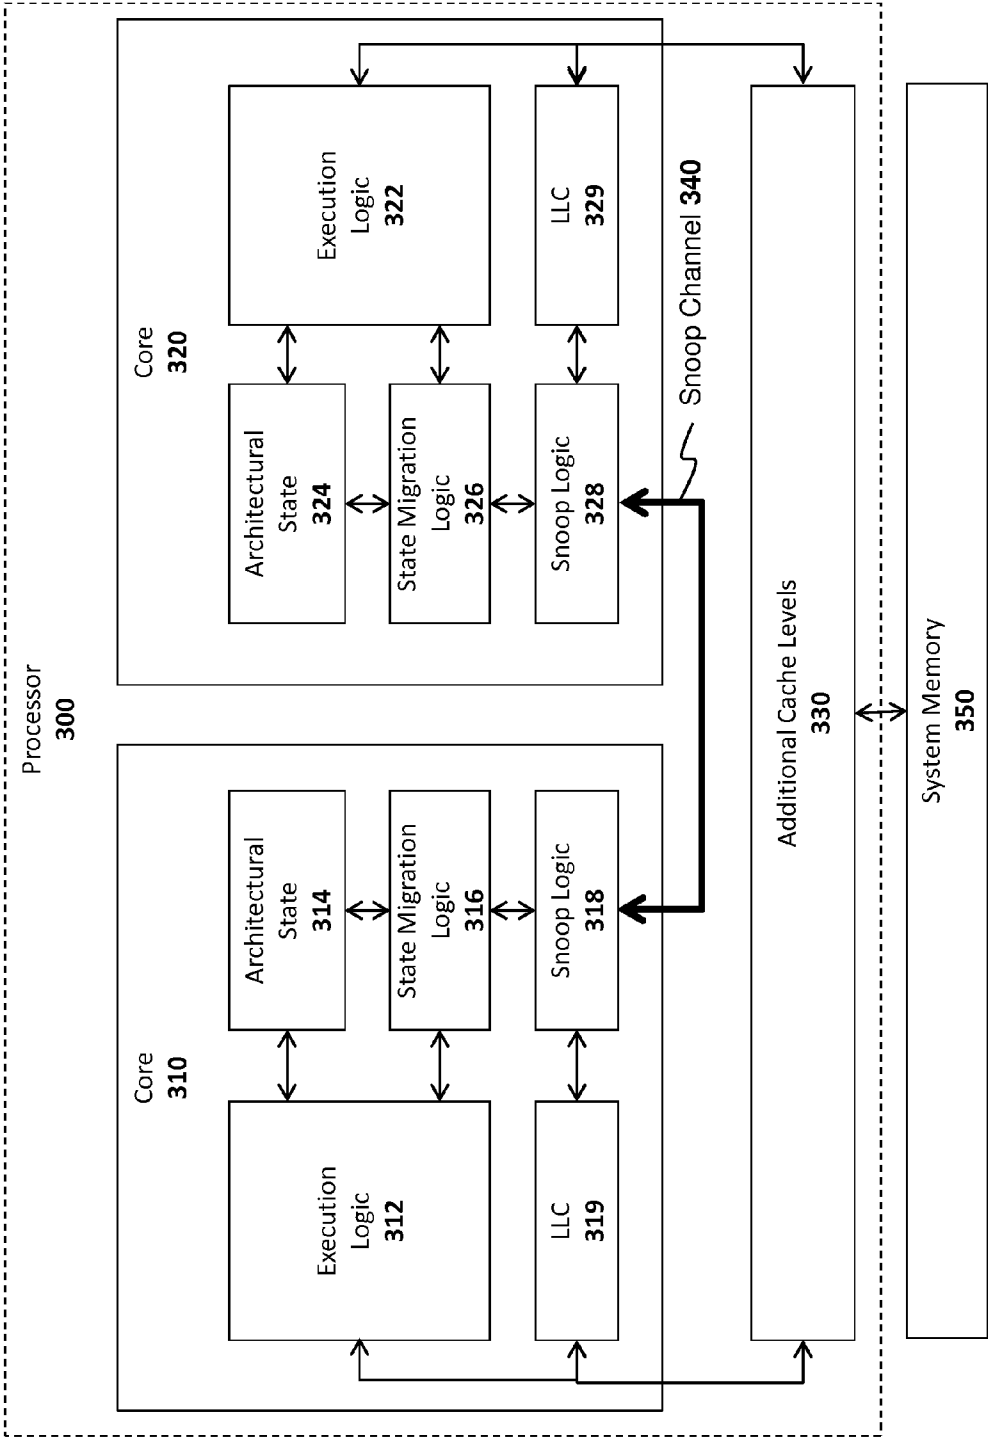 Processor
300
Core
310
Execution
Logic
312
Architectural
State
314
State Migration
Logic
316
LLC
319
Snoop Logic
318
Core
320
Architectural
State
324
Execution
Logic
322
State Migration
Logic
326
Snoop Logic
328
LLC
329
Snoop Channel 340
Additional Cache Levels
330
System Memory
350